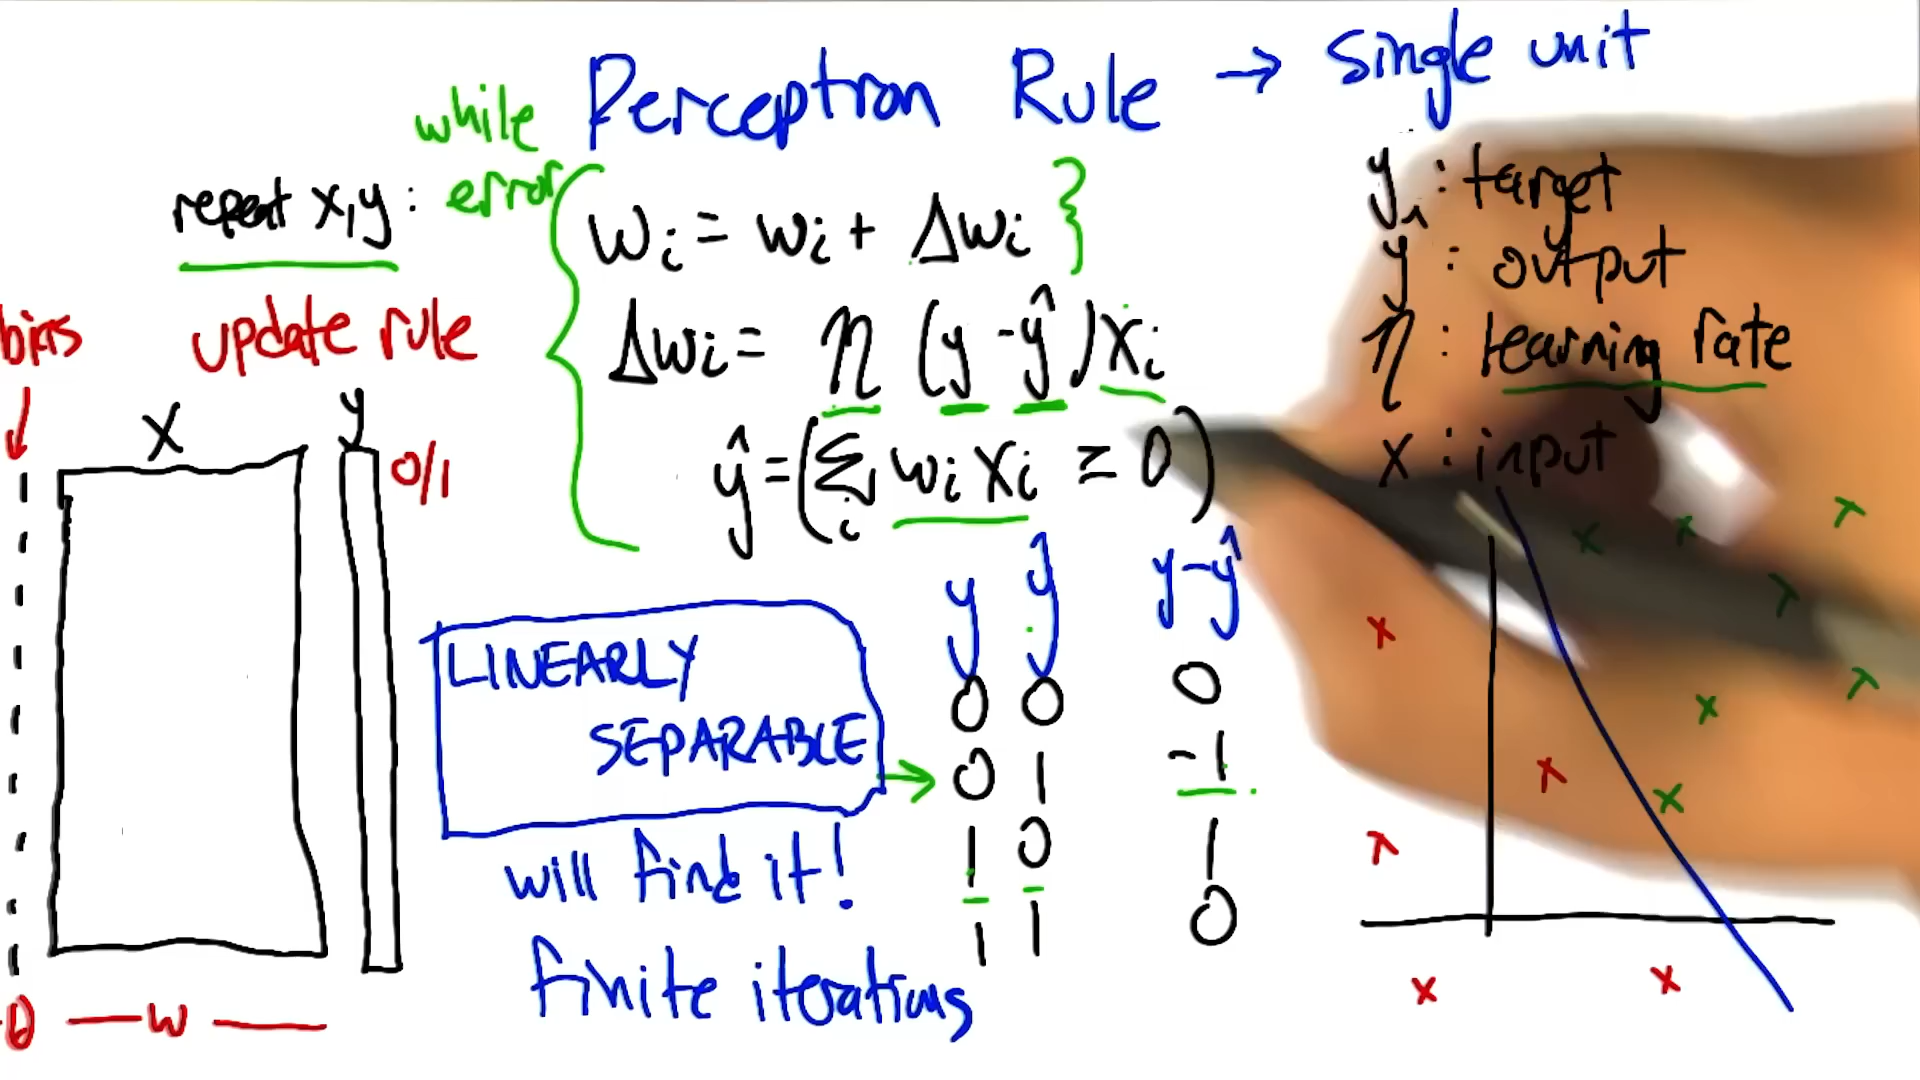 Perceptron Rule → single unit
while
error
repeat x,y :
wi = wi + Δwi
Δwi = η (y - ŷ) xi
ŷ = (Σi wi xi ≥ 0)
y : target
ŷ : output
η : learning rate
x : input
bias
update rule
X
y
0/1
θ
w
LINEARLY
SEPARABLE
will find it!
finite iterations
y ŷ y-ŷ
0 0 0
0 1 -1
1 0 1
1 1 0